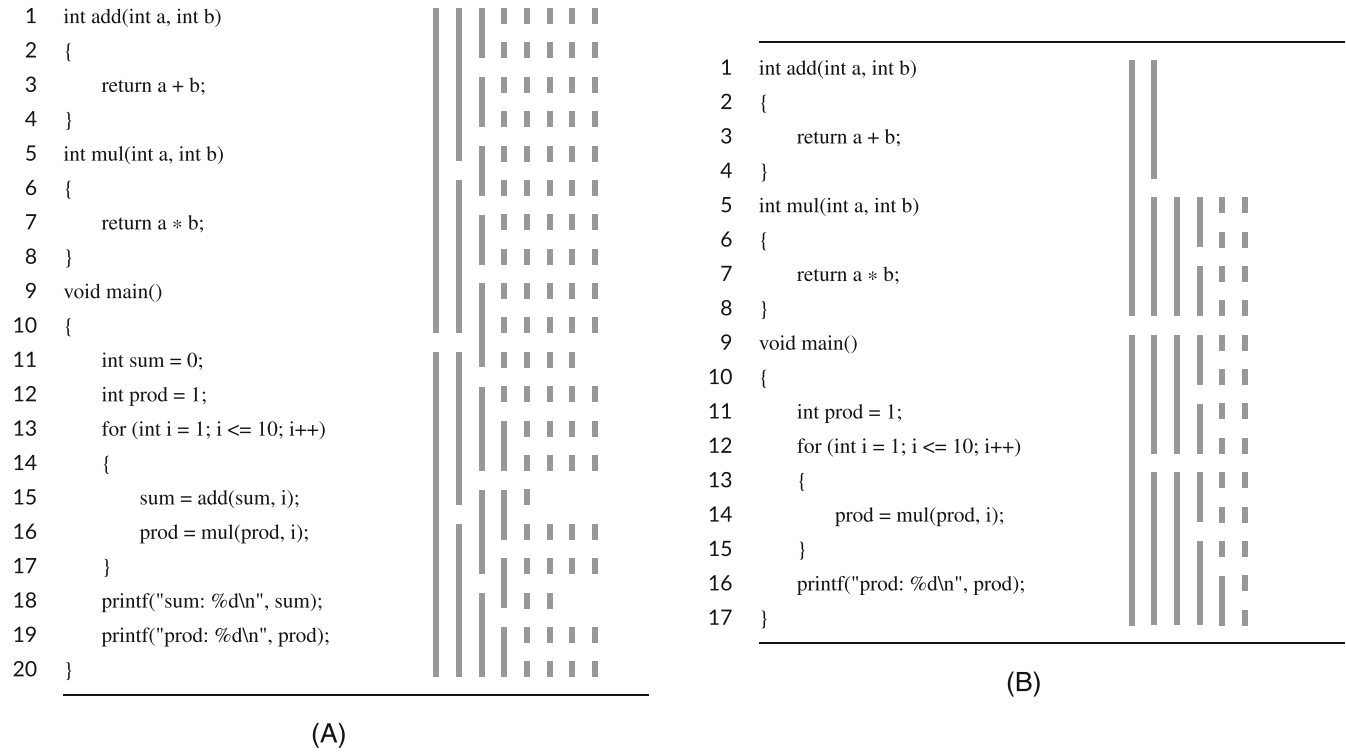 1 int add(int a, int b)
2 {
3 return a + b;
4 }
5 int mul(int a, int b)
6 {
7 return a * b;
8 }
9 void main()
10 {
11 int sum = 0;
12 int prod = 1;
13 for (int i = 1; i <= 10; i++)
14 {
15 sum = add(sum, i);
16 prod = mul(prod, i);
17 }
18 printf("sum: %d\n", sum);
19 printf("prod: %d\n", prod);
20 }
(A)
1 int add(int a, int b)
2 {
3 return a + b;
4 }
5 int mul(int a, int b)
6 {
7 return a * b;
8 }
9 void main()
10 {
11 int prod = 1;
12 for (int i = 1; i <= 10; i++)
13 {
14 prod = mul(prod, i);
15 }
16 printf("prod: %d\n", prod);
17 }
(B)